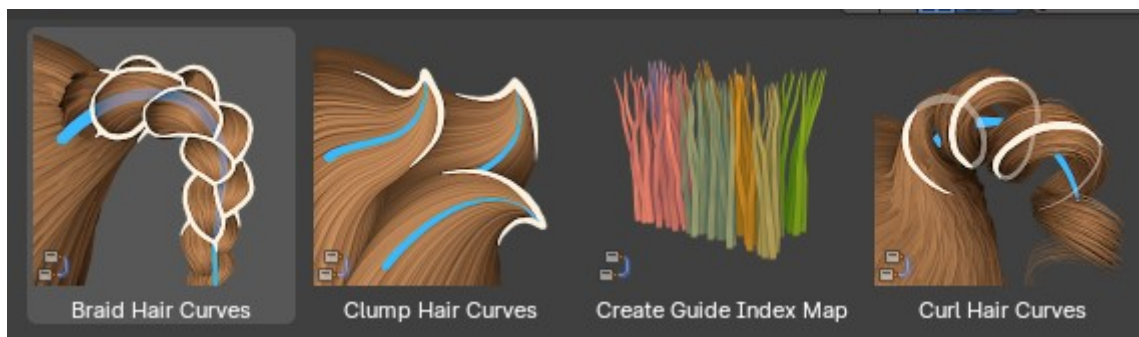 Braid Hair Curves
Clump Hair Curves
Create Guide Index Map
Curl Hair Curves